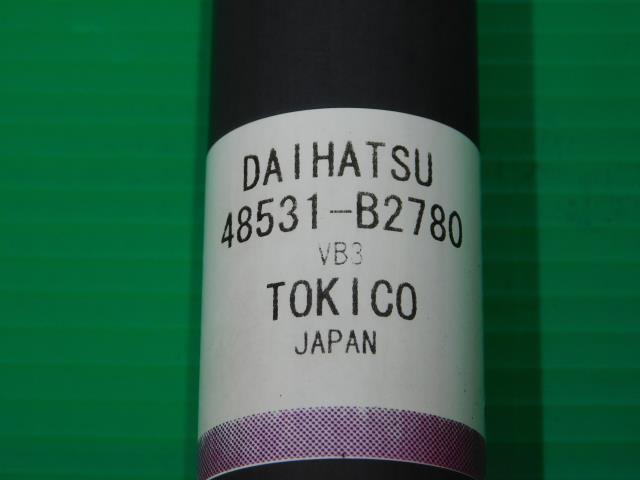 DAIHATSU
48531-B2780
VB3
TOKICO
JAPAN